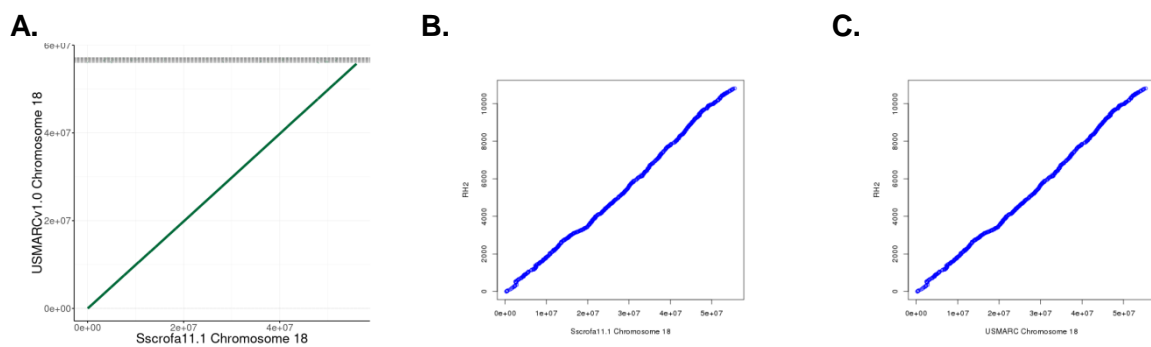 A.
B.
C.
6e+07
4e+07
2e+07
0e+00
USMARCv1.0 Chromosome 18
0e+00
2e+07
4e+07
Sscrofa11.1 Chromosome 18
RH2
10000
8000
6000
4000
2000
0
0e+00 1e+07 2e+07 3e+07 4e+07 5e+07
Sscrofa11.1 Chromosome 18
RH2
10000
8000
6000
4000
2000
0
0e+00 1e+07 2e+07 3e+07 4e+07 5e+07
USMARC Chromosome 18